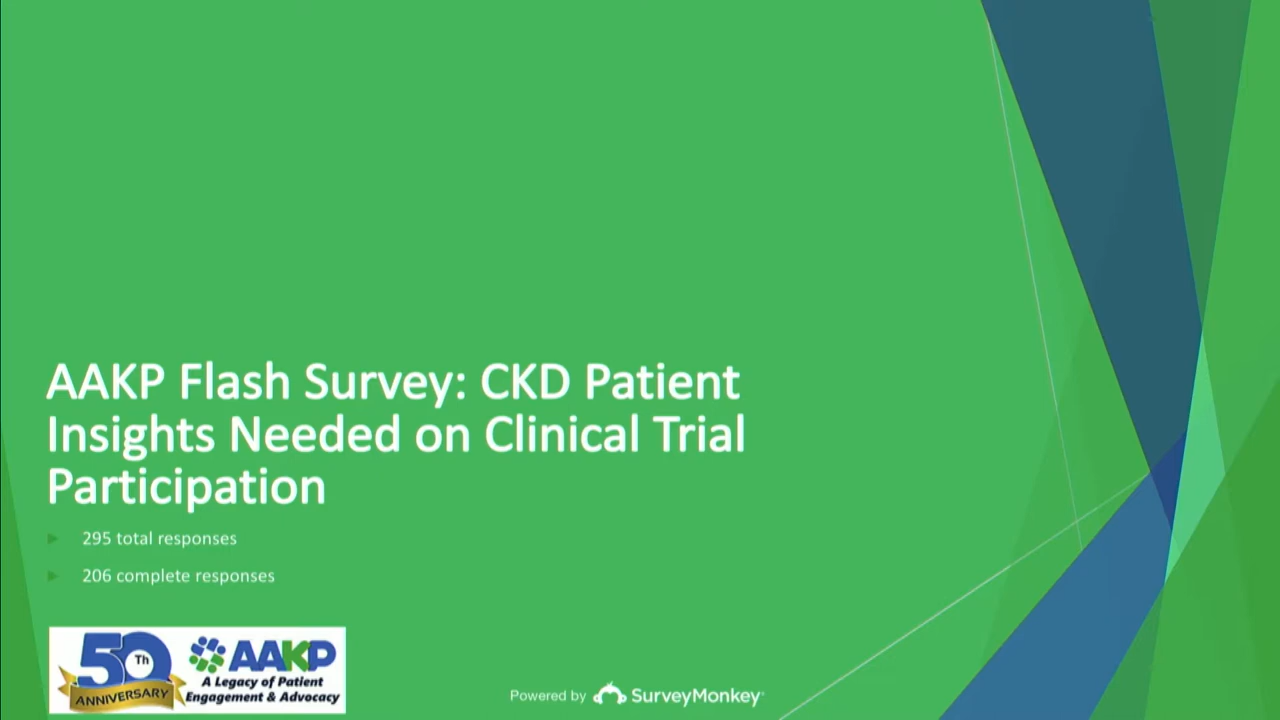 AAKP Flash Survey: CKD Patient
Insights Needed on Clinical Trial
Participation
295 total responses
206 complete responses
50Th
ANNIVERSARY
AAKP
A Legacy of Patient
Engagement & Advocacy
Powered by SurveyMonkey